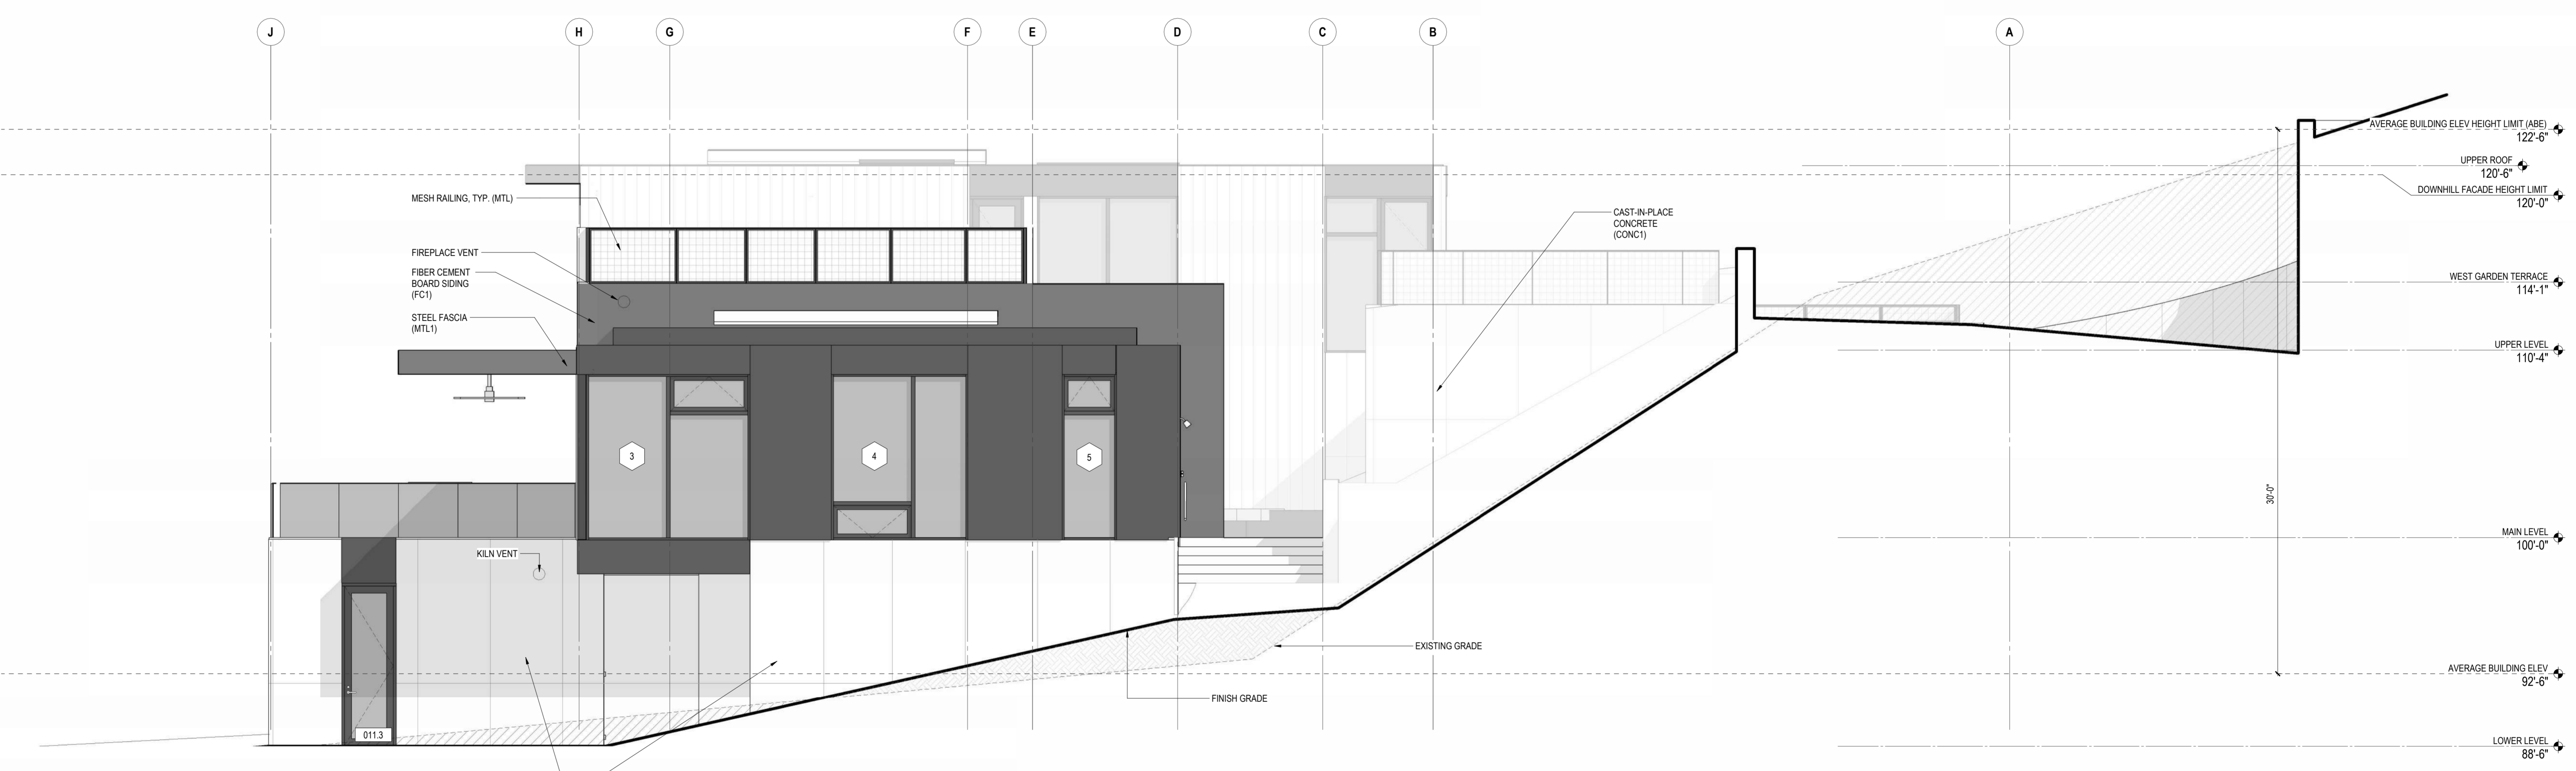 J
H
G
F
E
D
C
B
A
AVERAGE BUILDING ELEV HEIGHT LIMIT (ABE)
122'-6"
UPPER ROOF
120'-6"
DOWNHILL FACADE HEIGHT LIMIT
120'-0"
MESH RAILING, TYP. (MTL)
CAST-IN-PLACE
CONCRETE
(CONC1)
FIREPLACE VENT
FIBER CEMENT
BOARD SIDING
(FC1)
WEST GARDEN TERRACE
114'-1"
STEEL FASCIA
(MTL1)
UPPER LEVEL
110'-4"
3
4
5
30'-0"
MAIN LEVEL
100'-0"
KILN VENT
EXISTING GRADE
AVERAGE BUILDING ELEV
92'-6"
FINISH GRADE
011.3
LOWER LEVEL
88'-6"